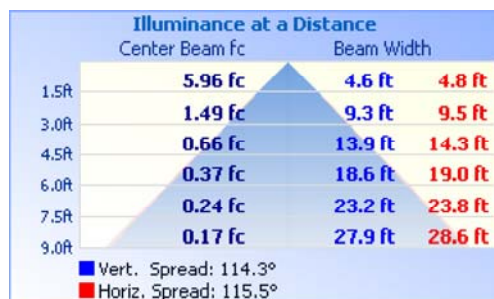 Illuminance at a Distance
Center Beam fc Beam Width
1.5ft 5.96 fc 4.6 ft 4.8 ft
3.0ft 1.49 fc 9.3 ft 9.5 ft
4.5ft 0.66 fc 13.9 ft 14.3 ft
6.0ft 0.37 fc 18.6 ft 19.0 ft
7.5ft 0.24 fc 23.2 ft 23.8 ft
9.0ft 0.17 fc 27.9 ft 28.6 ft
Vert. Spread: 114.3°
Horiz. Spread: 115.5°